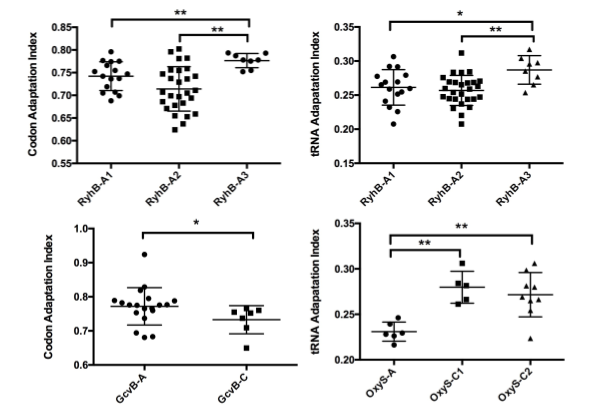 **
**
0.85
0.80
0.75
0.70
0.65
0.60
0.55
Codon Adaptation Index
RyhB-A1
RyhB-A2
RyhB-A3
*
**
0.35
0.30
0.25
0.20
0.15
tRNA Adapatation Index
RyhB-A1
RyhB-A2
RyhB-A3
*
1.0
0.9
0.8
0.7
0.6
Codon Adaptation Index
GcvB-A
GcvB-C
**
**
0.35
0.30
0.25
0.20
tRNA Adapatation Index
OxyS-A
OxyS-C1
OxyS-C2